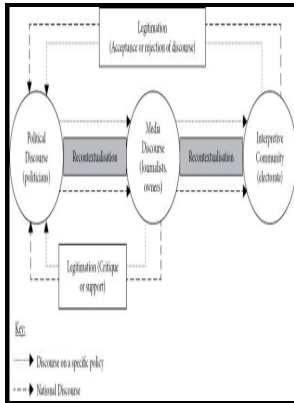 Legitimation
(Acceptance or rejection of discourse)
Political
Discourse
(politicians)
Recontextualisation
Media
Discourse
(Journalists,
owners)
Recontextualisation
Interpretive
Community
(electorate)
Legitimation (Critique
or support)
Key:
Discourse on a specific policy
National Discourse